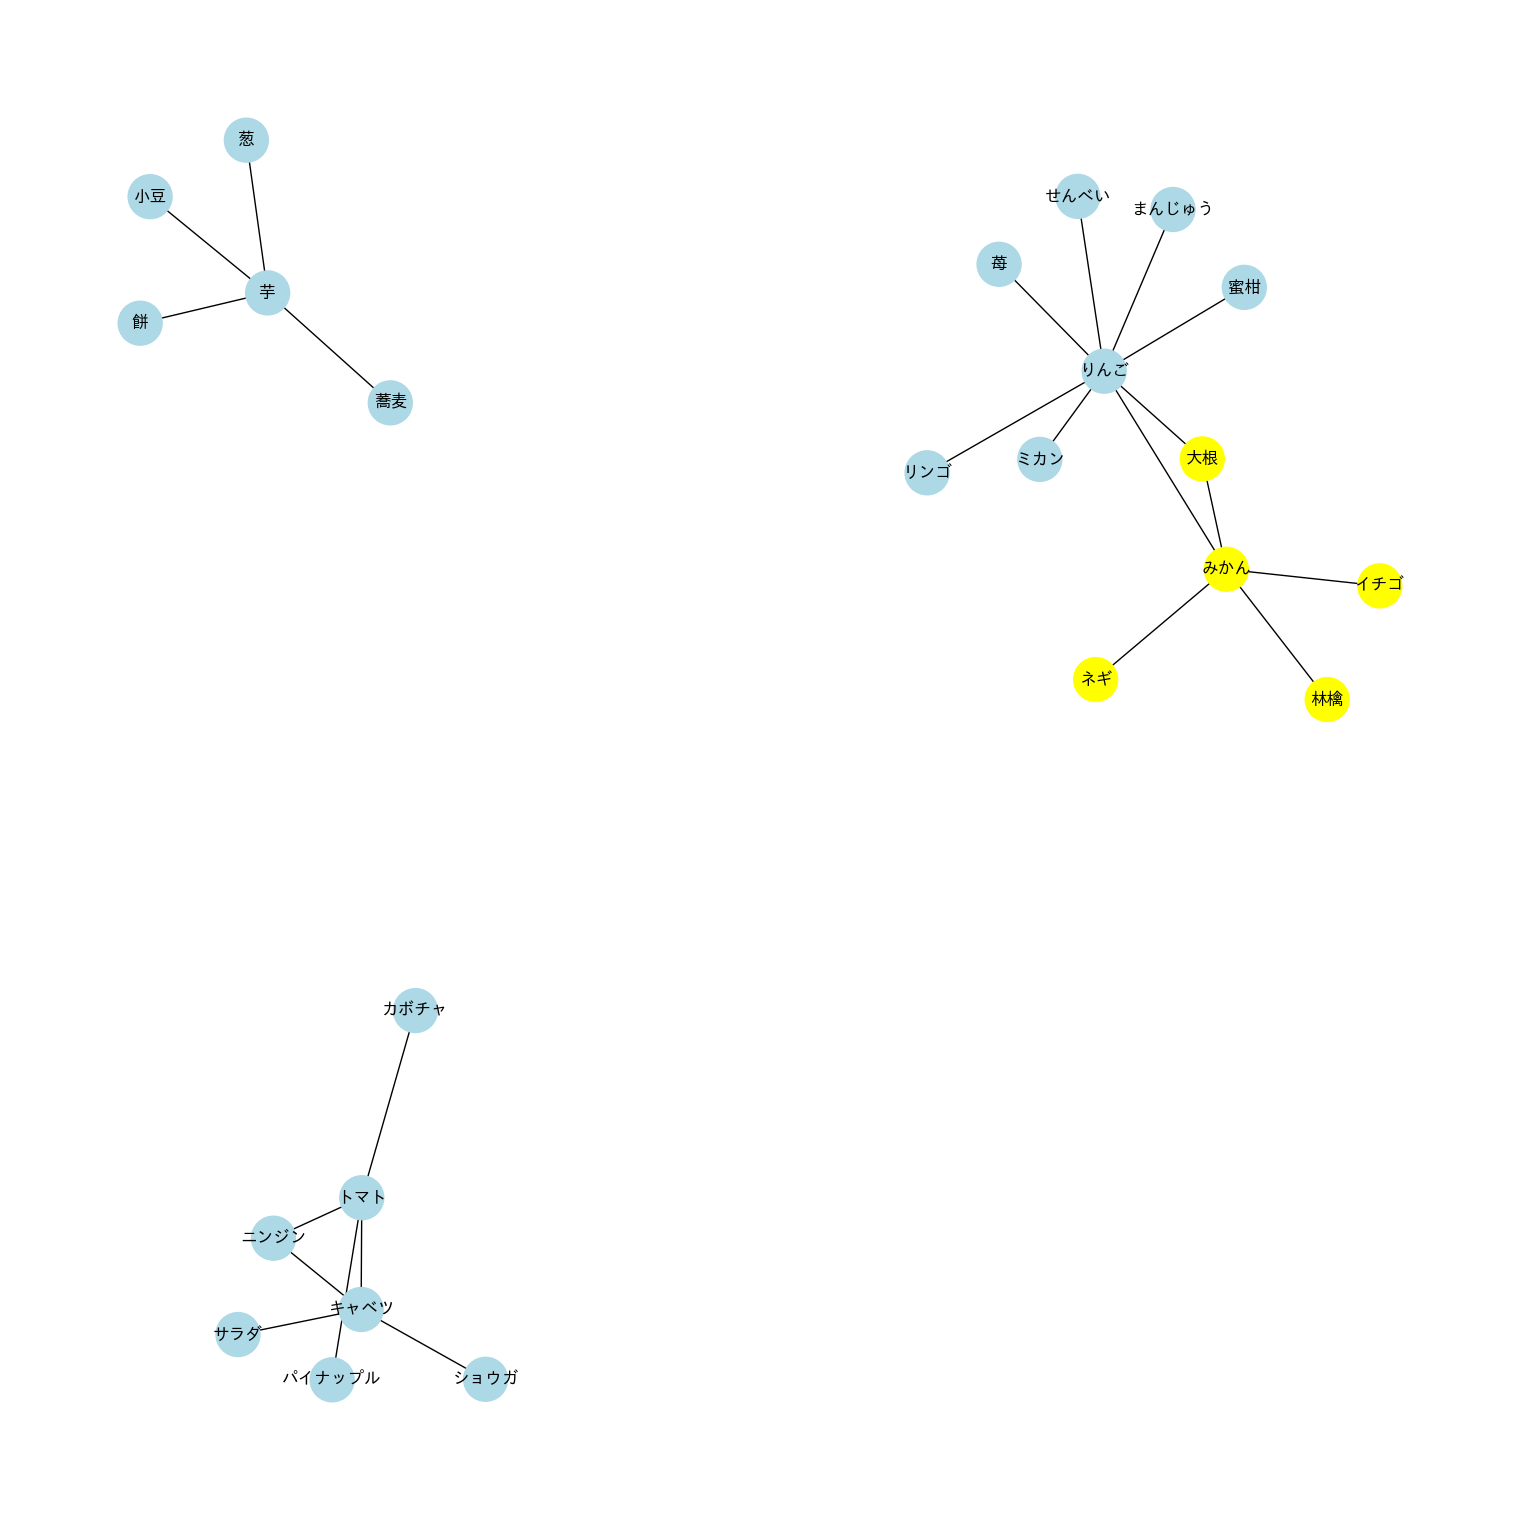 葱
小豆
芋
餅
蕎麦
せんべい
まんじゅう
苺
蜜柑
りんご
リンゴ
ミカン
大根
みかん
イチゴ
ネギ
林檎
カボチャ
トマト
ニンジン
キャベツ
サラダ
パイナップル
ショウガ